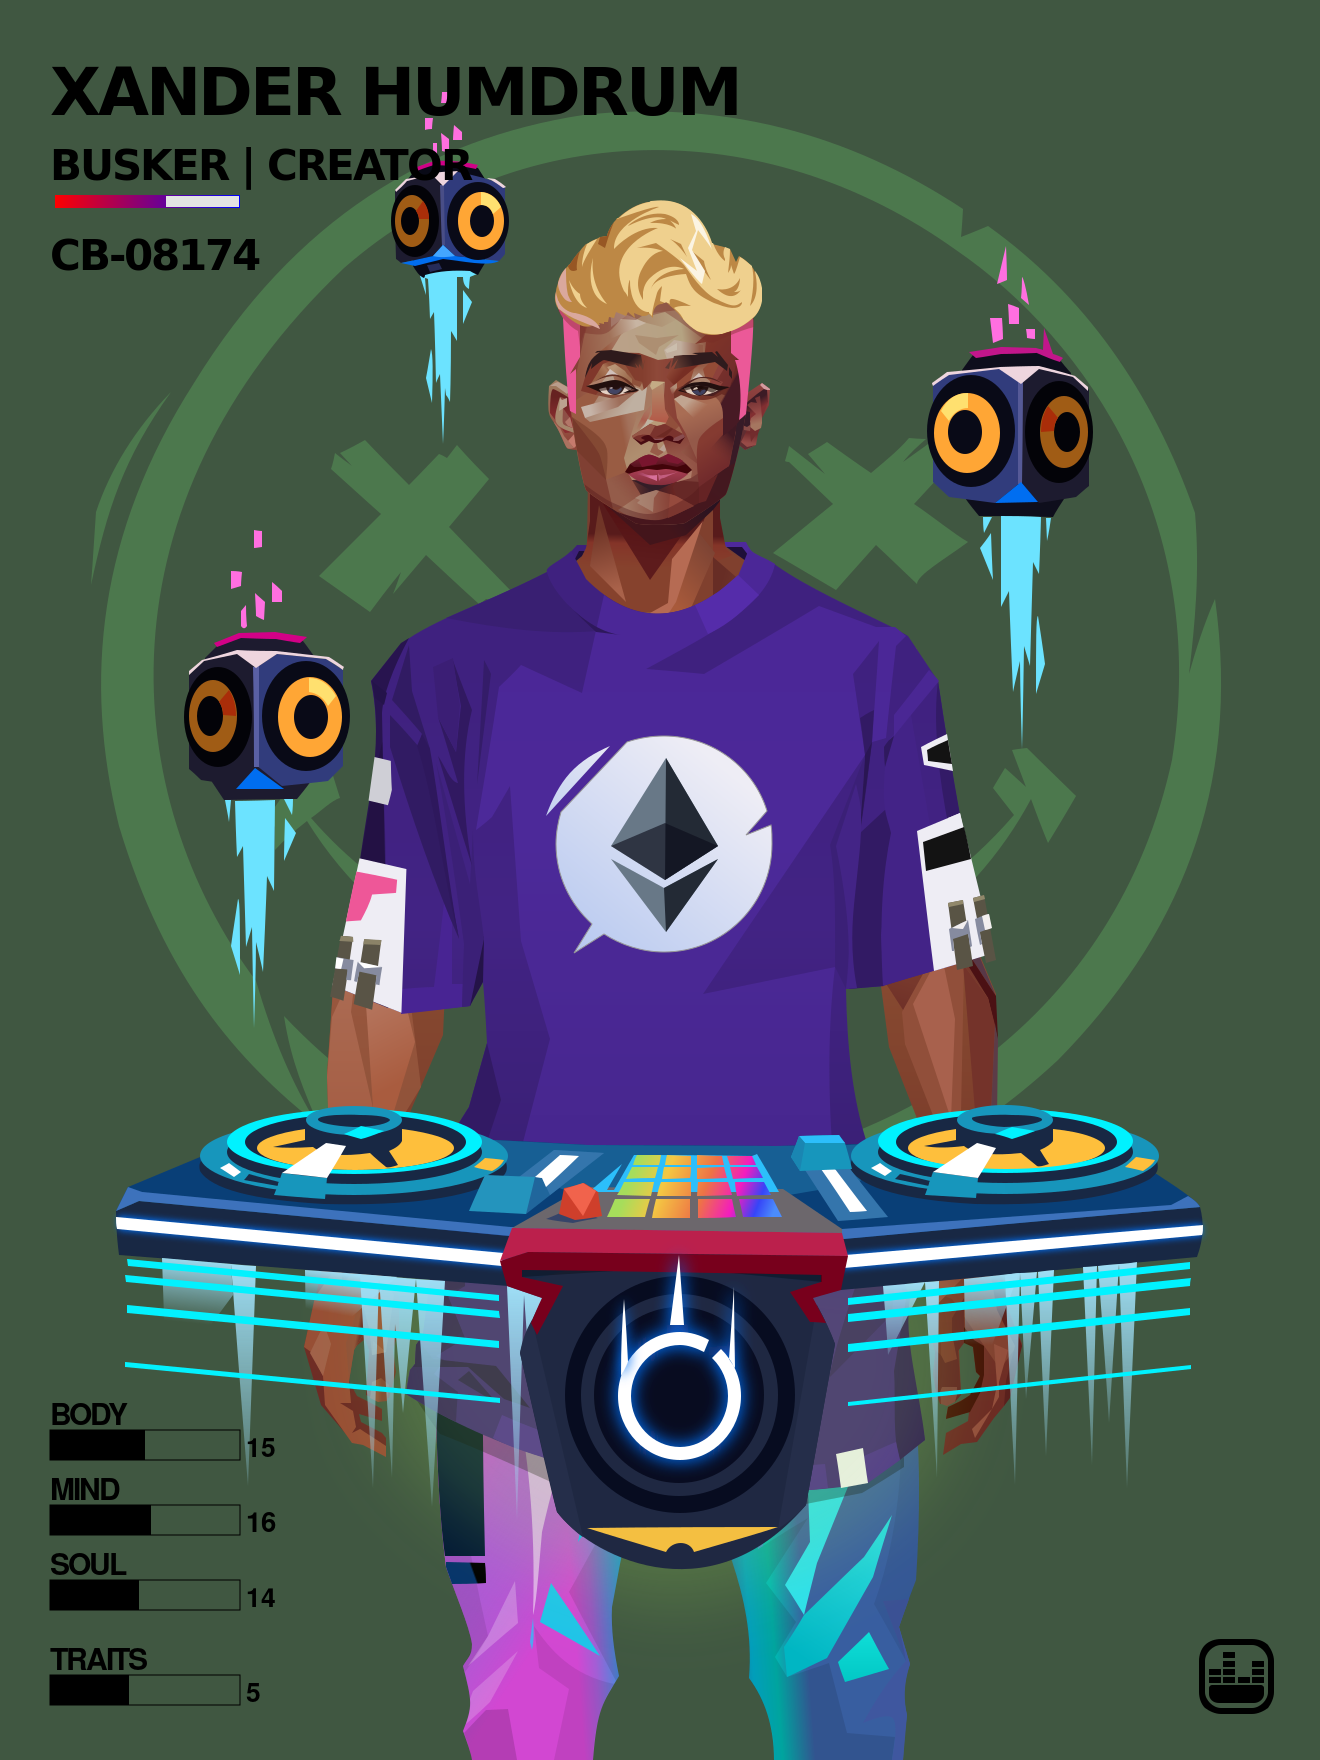 XANDER HUMDRUM
BUSKER | CREATOR
CB-08174
BODY
15
MIND
16
SOUL
14
TRAITS
5